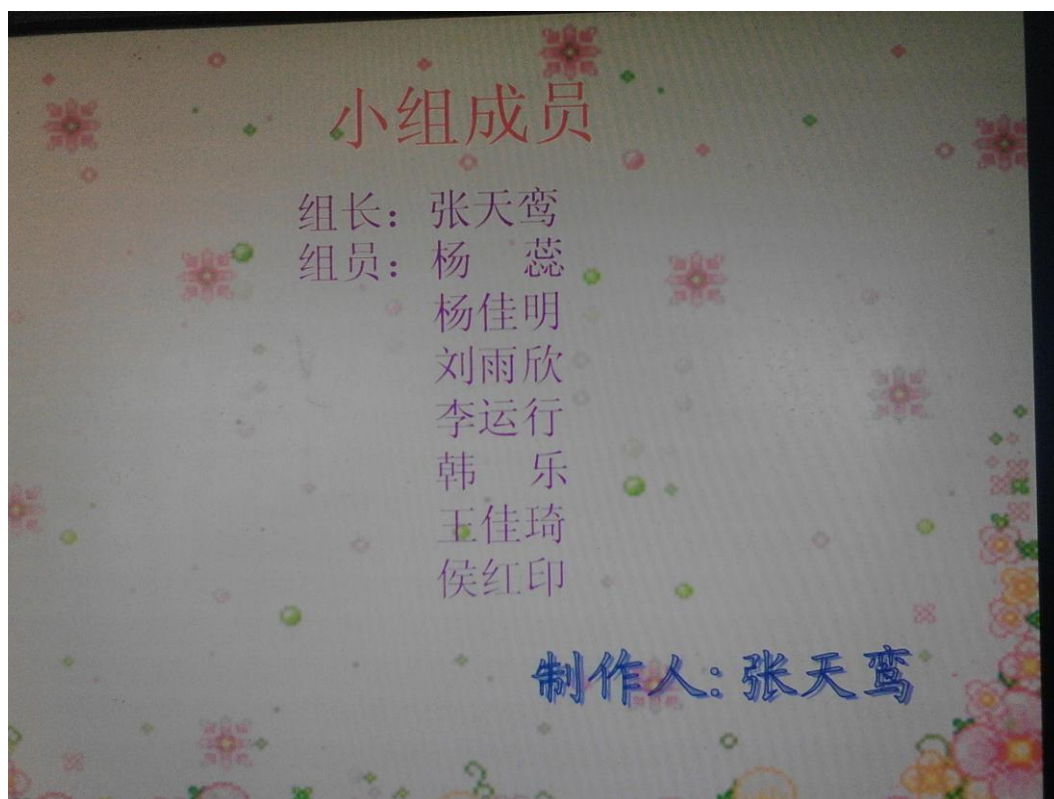 小组成员
组长：张天鸾
组员：杨　蕊
杨佳明
刘雨欣
李运行
韩　乐
王佳琦
侯红印
制作人:张天鸾